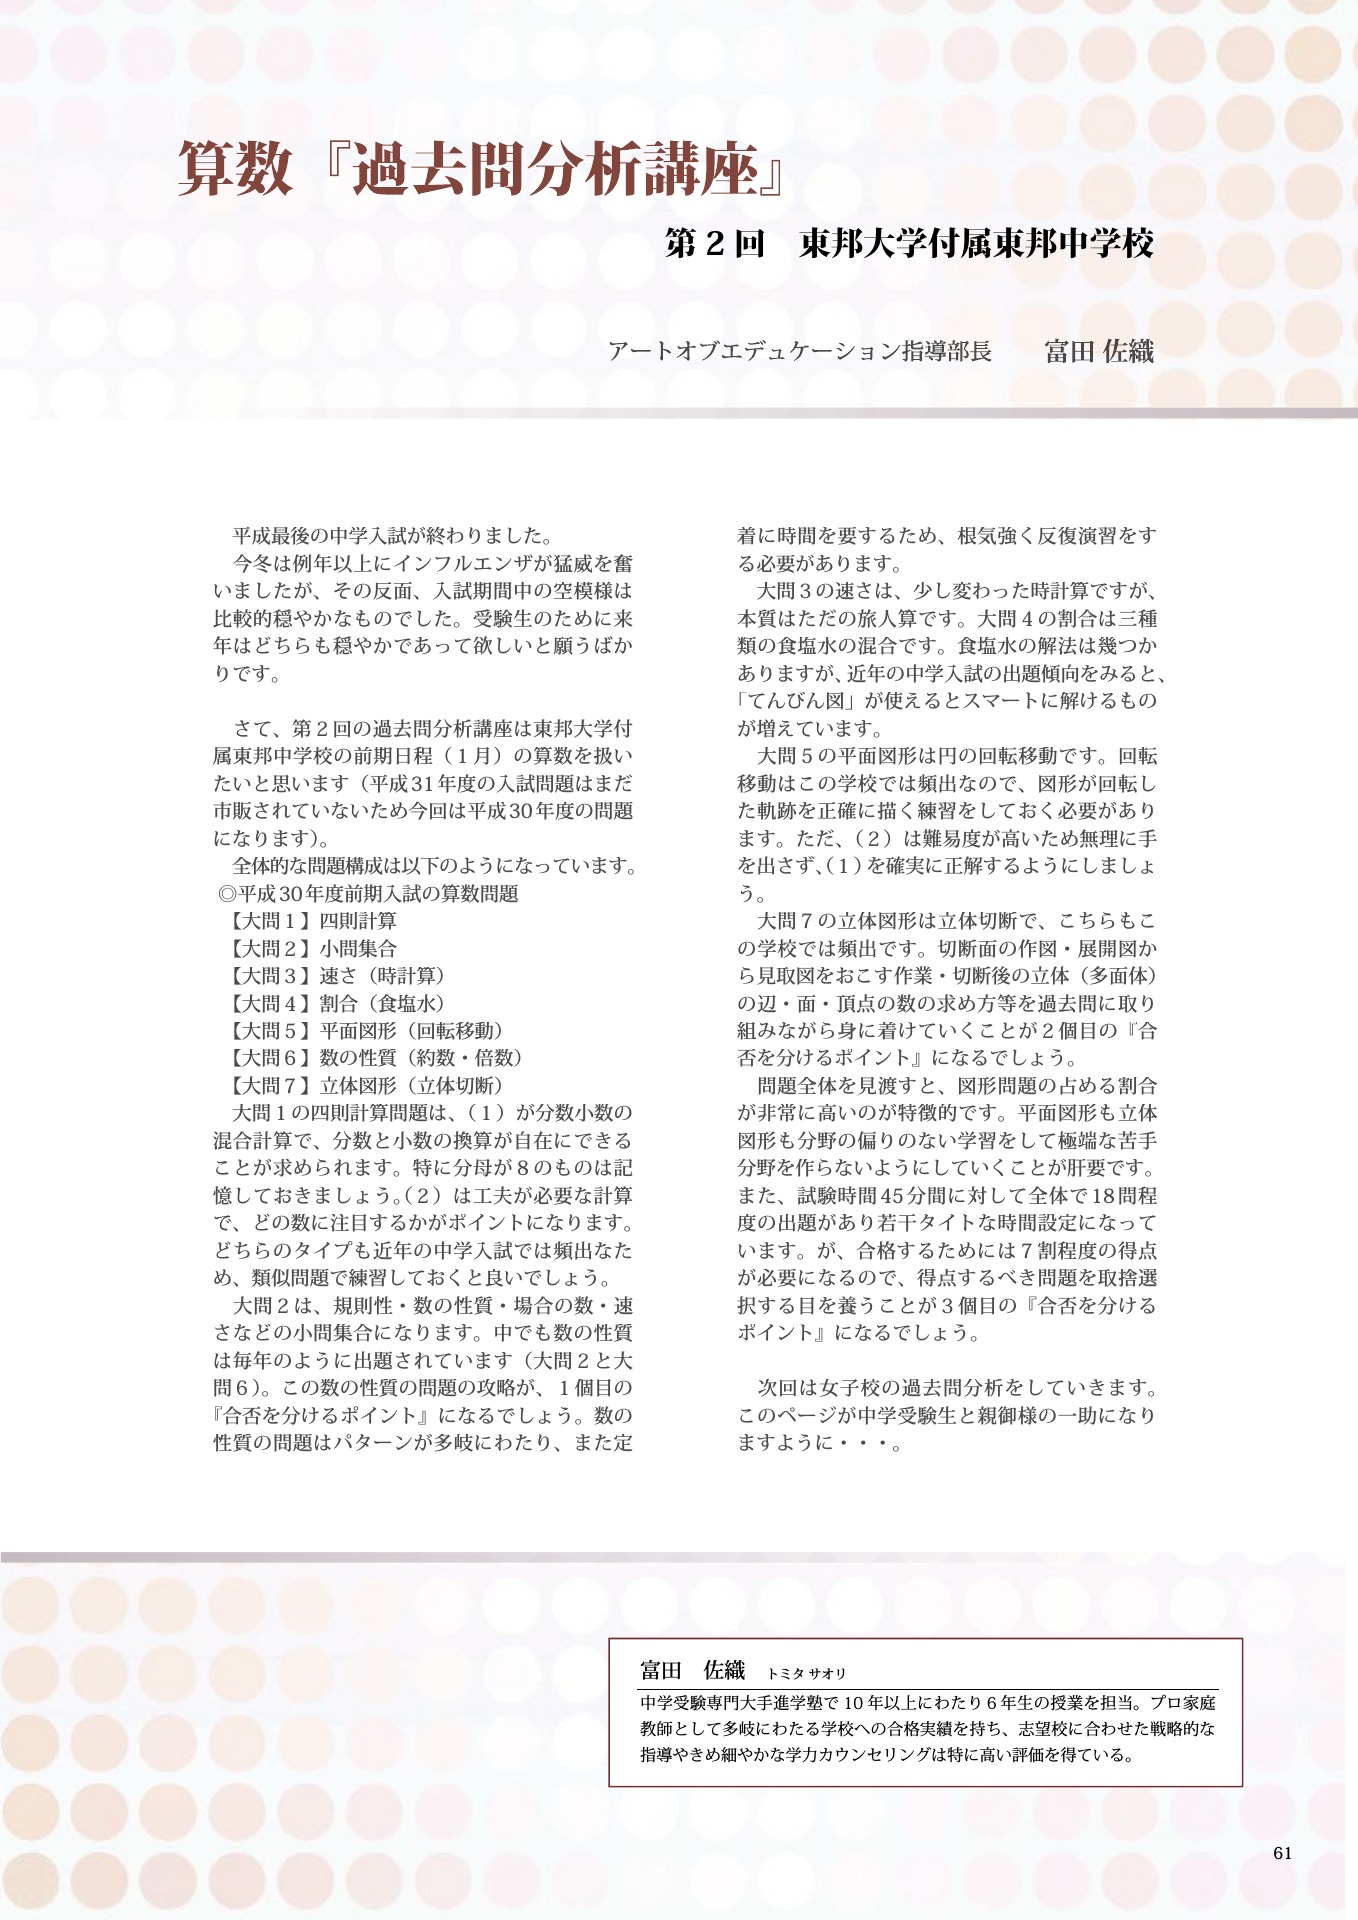 算数『過去問分析講座』
第2回　東邦大学付属東邦中学校
アートオブエデュケーション指導部長　　富田 佐織
平成最後の中学入試が終わりました。
今冬は例年以上にインフルエンザが猛威を奮
いましたが、その反面、入試期間中の空模様は
比較的穏やかなものでした。受験生のために来
年はどちらも穏やかであって欲しいと願うばか
りです。
さて、第２回の過去問分析講座は東邦大学付
属東邦中学校の前期日程（１月）の算数を扱い
たいと思います（平成31年度の入試問題はまだ
市販されていないため今回は平成30年度の問題
になります）。
全体的な問題構成は以下のようになっています。
◎平成30年度前期入試の算数問題
【大問１】四則計算
【大問２】小問集合
【大問３】速さ（時計算）
【大問４】割合（食塩水）
【大問５】平面図形（回転移動）
【大問６】数の性質（約数・倍数）
【大問７】立体図形（立体切断）
大問１の四則計算問題は、（１）が分数小数の
混合計算で、分数と小数の換算が自在にできる
ことが求められます。特に分母が８のものは記
憶しておきましょう。（２）は工夫が必要な計算
で、どの数に注目するかがポイントになります。
どちらのタイプも近年の中学入試では頻出なた
め、類似問題で練習しておくと良いでしょう。
大問２は、規則性・数の性質・場合の数・速
さなどの小問集合になります。中でも数の性質
は毎年のように出題されています（大問２と大
問６）。この数の性質の問題の攻略が、１個目の
『合否を分けるポイント』になるでしょう。数の
性質の問題はパターンが多岐にわたり、また定
着に時間を要するため、根気強く反復演習をす
る必要があります。
大問３の速さは、少し変わった時計算ですが、
本質はただの旅人算です。大問４の割合は三種
類の食塩水の混合です。食塩水の解法は幾つか
ありますが、近年の中学入試の出題傾向をみると、
「てんびん図」が使えるとスマートに解けるもの
が増えています。
大問５の平面図形は円の回転移動です。回転
移動はこの学校では頻出なので、図形が回転し
た軌跡を正確に描く練習をしておく必要があり
ます。ただ、（２）は難易度が高いため無理に手
を出さず、（１）を確実に正解するようにしましょ
う。
大問７の立体図形は立体切断で、こちらもこ
の学校では頻出です。切断面の作図・展開図か
ら見取図をおこす作業・切断後の立体（多面体）
の辺・面・頂点の数の求め方等を過去問に取り
組みながら身に着けていくことが２個目の『合
否を分けるポイント』になるでしょう。
問題全体を見渡すと、図形問題の占める割合
が非常に高いのが特徴的です。平面図形も立体
図形も分野の偏りのない学習をして極端な苦手
分野を作らないようにしていくことが肝要です。
また、試験時間45分間に対して全体で18問程
度の出題があり若干タイトな時間設定になって
います。が、合格するためには７割程度の得点
が必要になるので、得点するべき問題を取捨選
択する目を養うことが３個目の『合否を分ける
ポイント』になるでしょう。
次回は女子校の過去問分析をしていきます。
このページが中学受験生と親御様の一助になり
ますように・・・。
富田　佐織　トミタ サオリ
中学受験専門大手進学塾で 10 年以上にわたり 6 年生の授業を担当。プロ家庭
教師として多岐にわたる学校への合格実績を持ち、志望校に合わせた戦略的な
指導やきめ細やかな学力カウンセリングは特に高い評価を得ている。
61